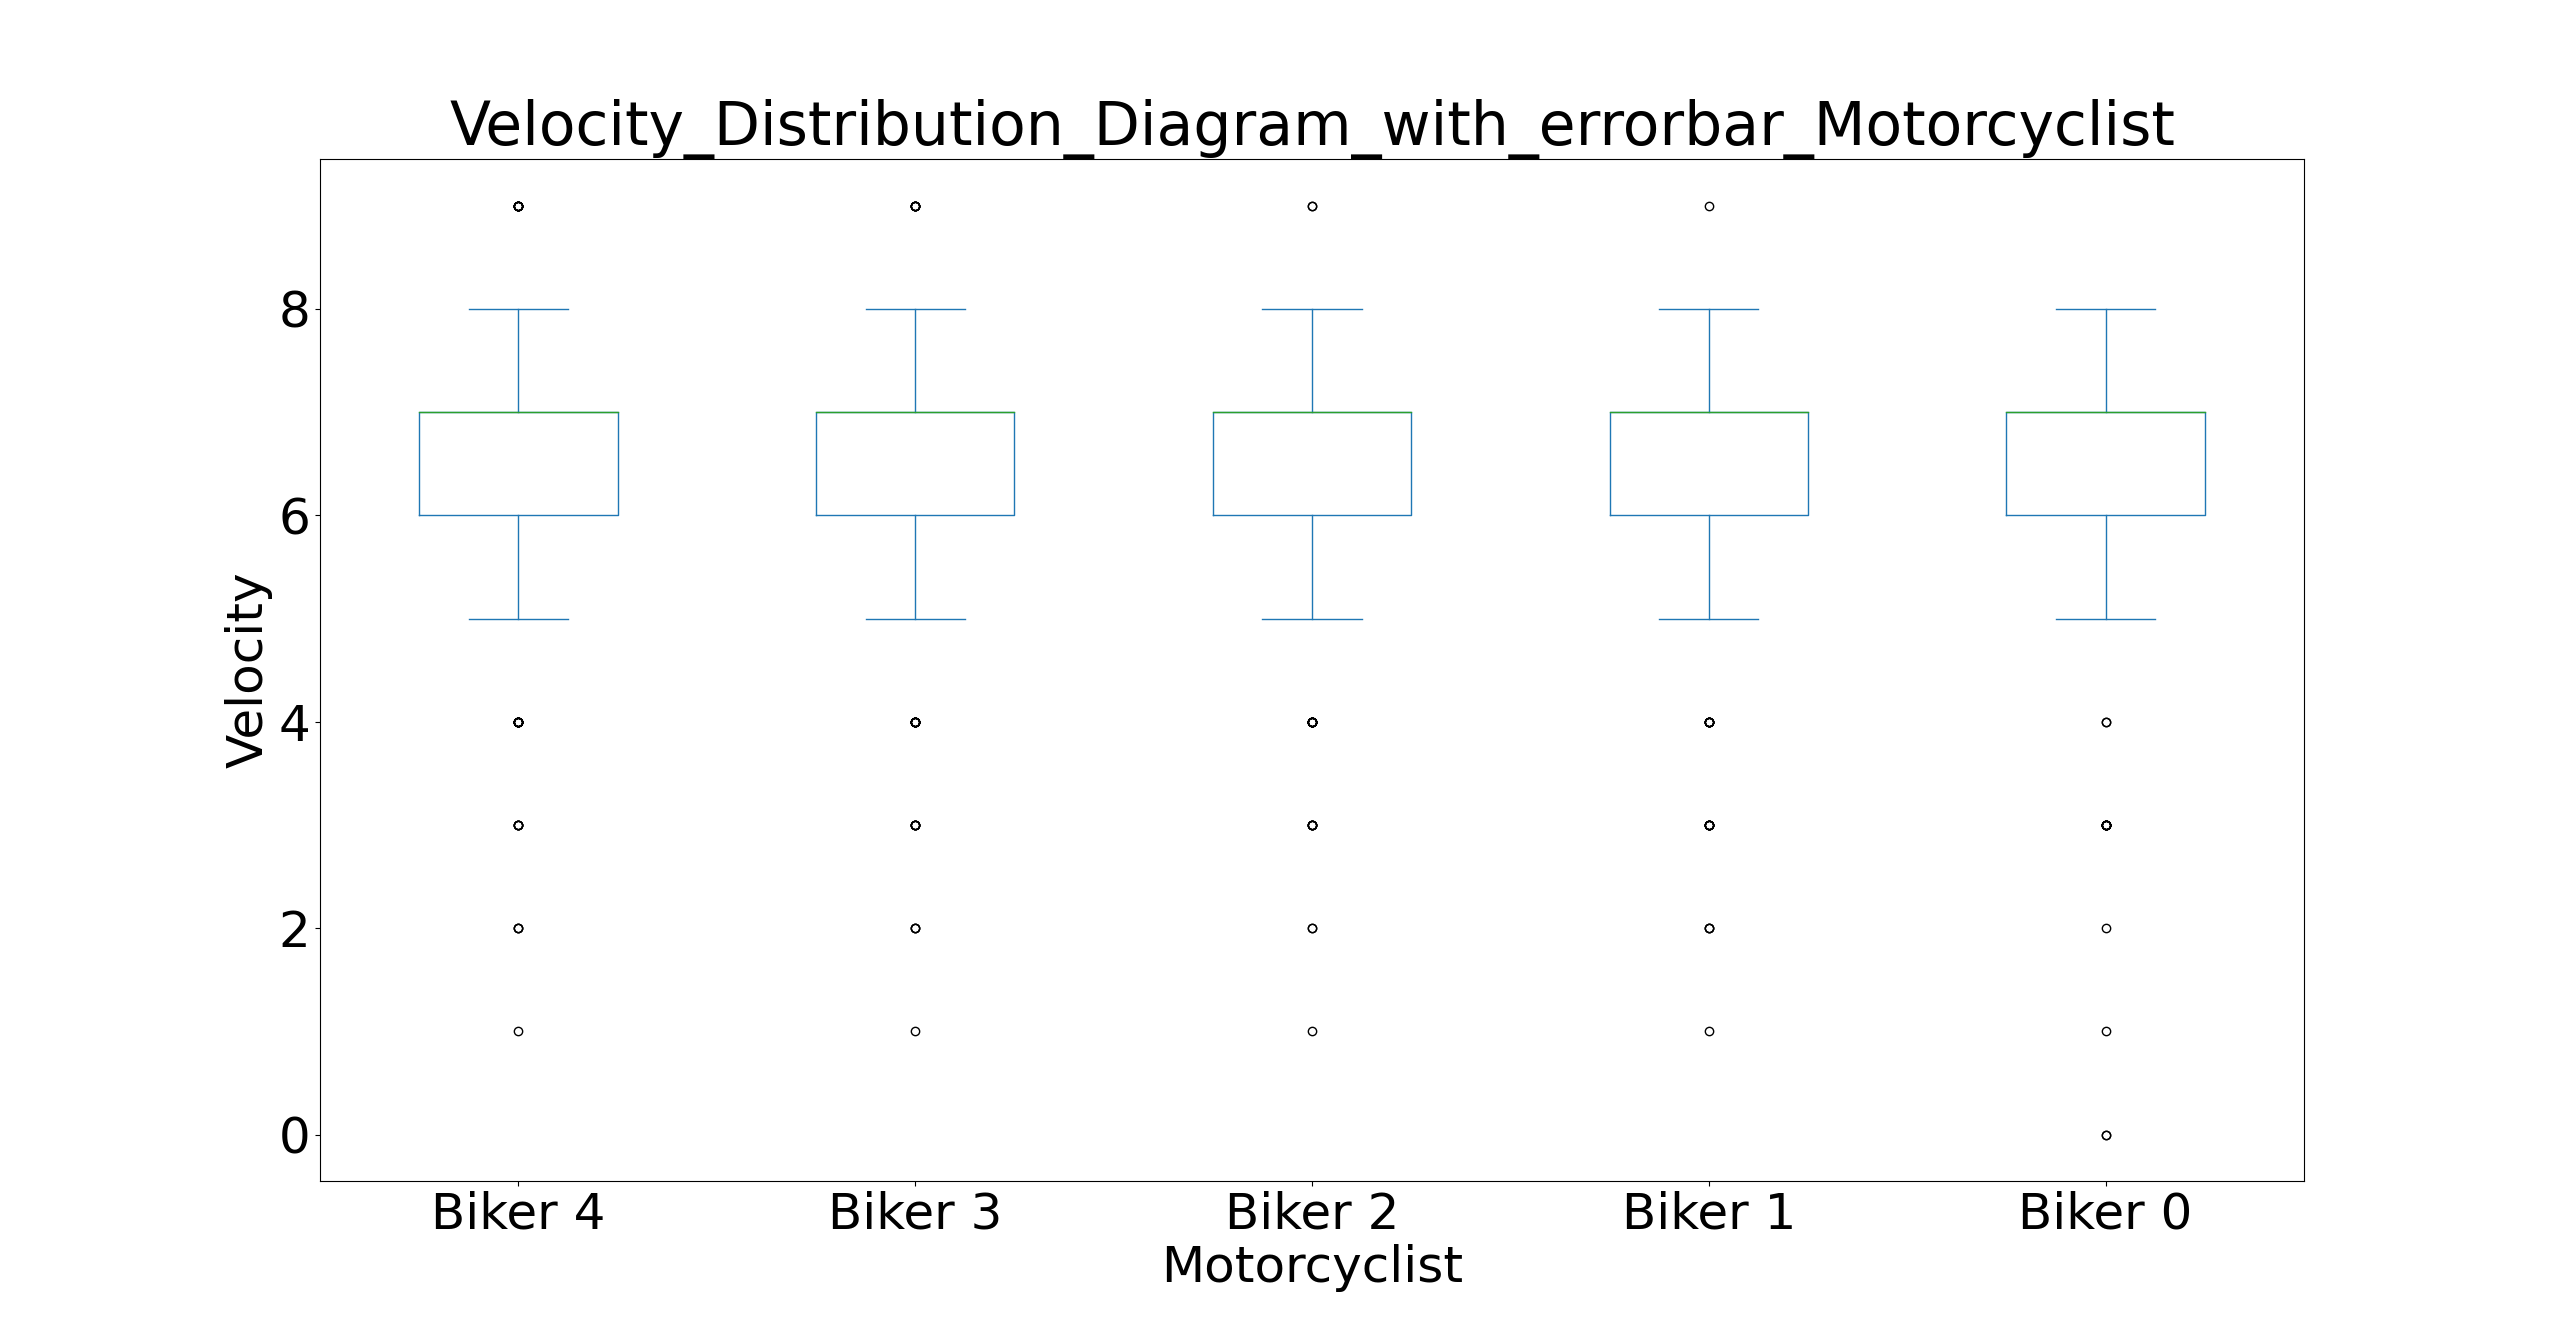 Velocity_Distribution_Diagram_with_errorbar_Motorcyclist
Velocity
8
6
4
2
0
Biker 4 Biker 3 Biker 2 Biker 1 Biker 0
Motorcyclist